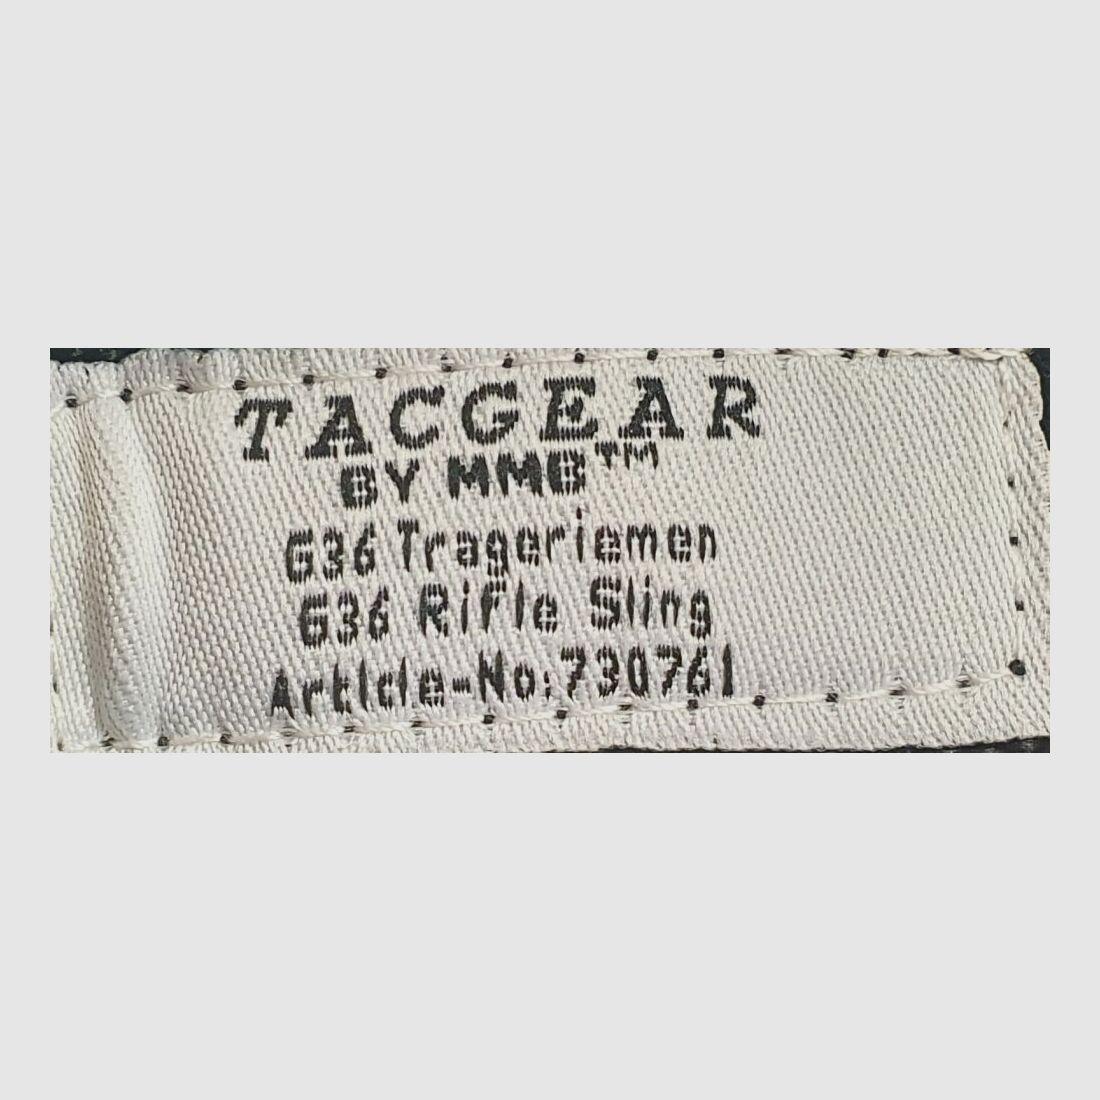 TACGEAR
BY MMB™
G36 Trageriemen
G36 Rifle Sling
Article-No:730761